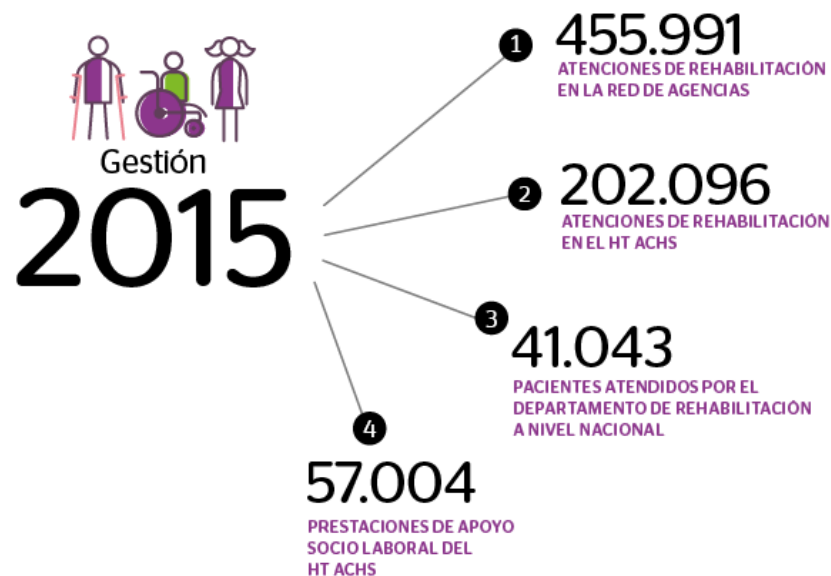 Gestión
2015
1
455.991
ATENCIONES DE REHABILITACIÓN
EN LA RED DE AGENCIAS
2
202.096
ATENCIONES DE REHABILITACIÓN
EN EL HT ACHS
3
41.043
PACIENTES ATENDIDOS POR EL
DEPARTAMENTO DE REHABILITACIÓN
A NIVEL NACIONAL
4
57.004
PRESTACIONES DE APOYO
SOCIO LABORAL DEL
HT ACHS